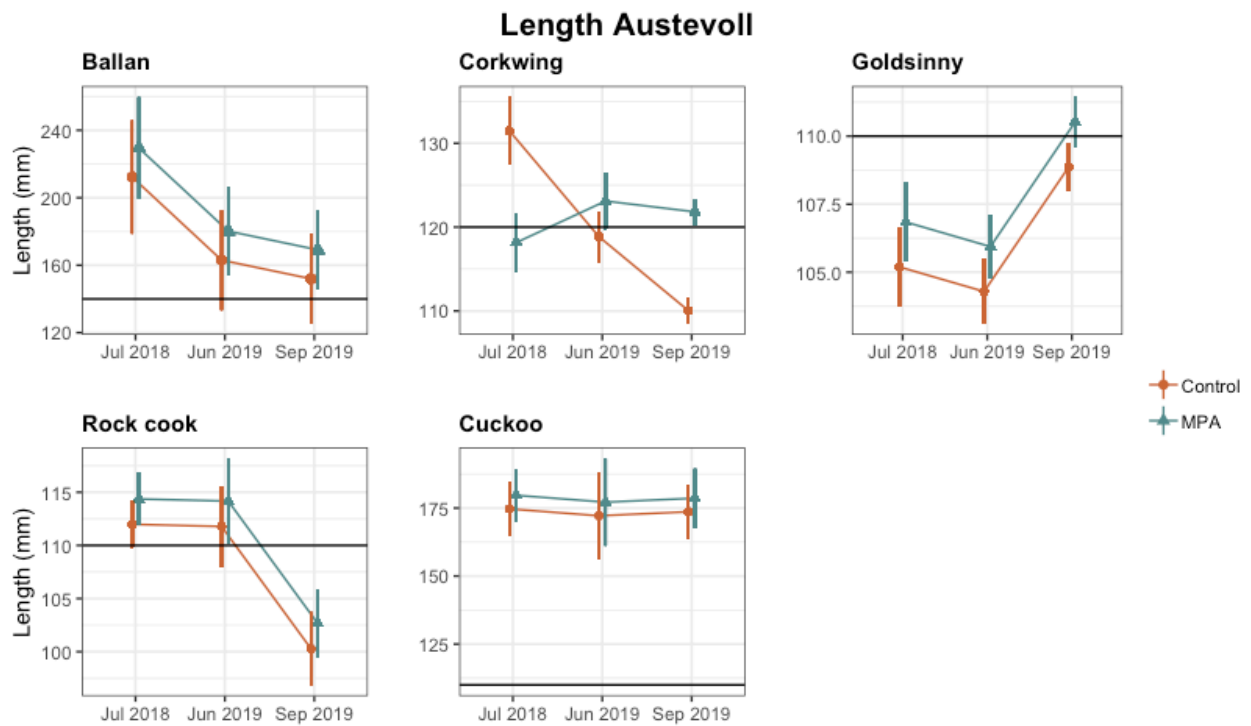 Length Austevoll
Ballan
Corkwing
Goldsinny
Length (mm)
240
200
160
120
130
120
110
110.0
107.5
105.0
Jul 2018 Jun 2019 Sep 2019
Jul 2018 Jun 2019 Sep 2019
Jul 2018 Jun 2019 Sep 2019
Control
MPA
Rock cook
Cuckoo
Length (mm)
115
110
105
100
175
150
125
Jul 2018 Jun 2019 Sep 2019
Jul 2018 Jun 2019 Sep 2019